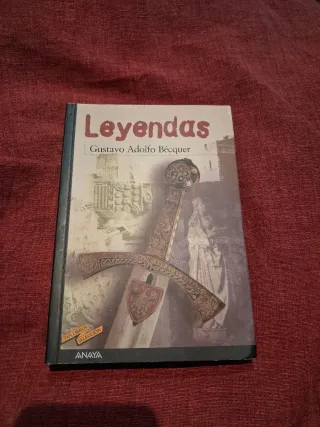 Leyendas
Gustavo Adolfo Bécquer
ANAYA